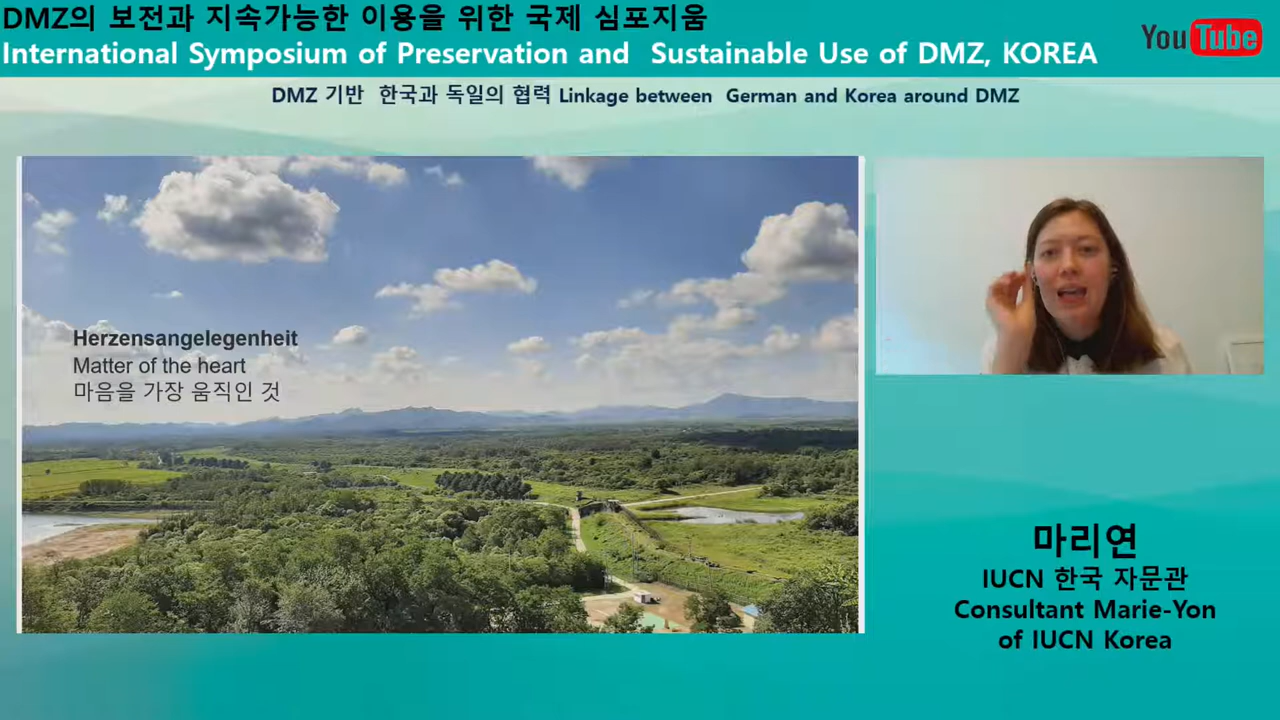 DMZ의 보전과 지속가능한 이용을 위한 국제 심포지움
International Symposium of Preservation and Sustainable Use of DMZ, KOREA
YouTube
DMZ 기반 한국과 독일의 협력 Linkage between German and Korea around DMZ
Herzensangelegenheit
Matter of the heart
마음을 가장 움직인 것
마리연
IUCN 한국 자문관
Consultant Marie-Yon
of IUCN Korea